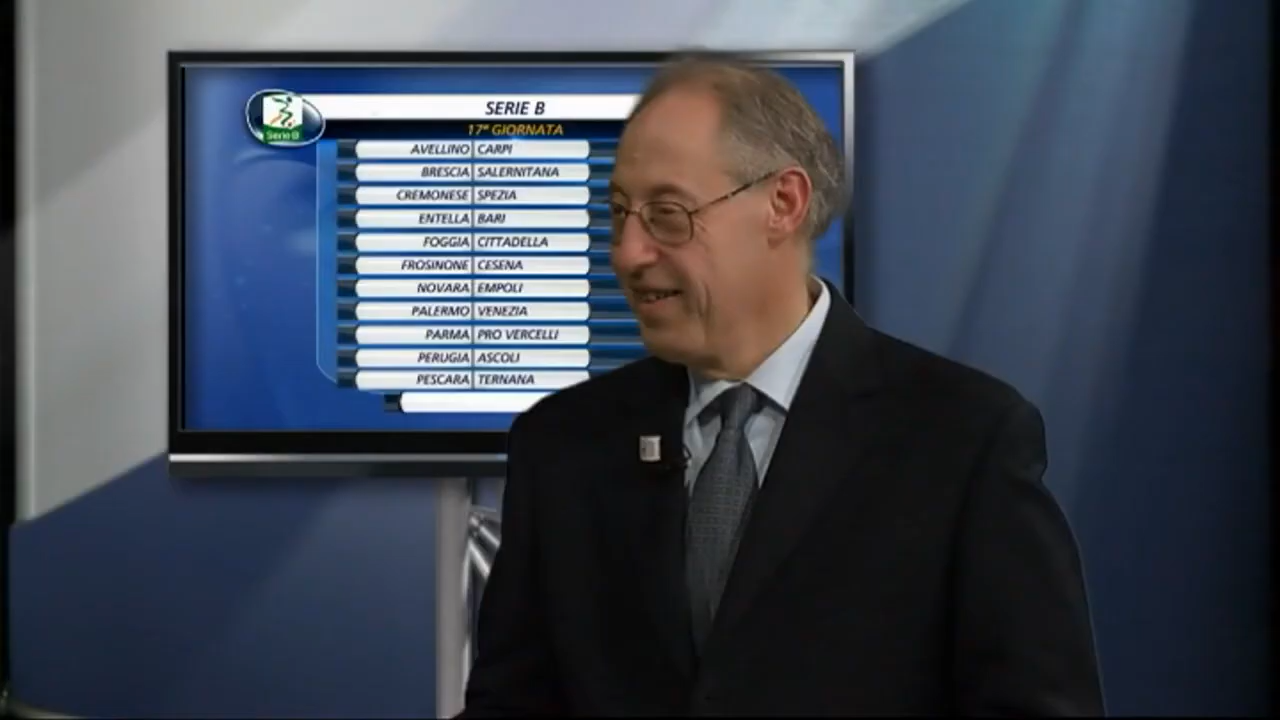 SERIE B
17ª GIORNATA
Serie B
AVELLINO CARPI
BRESCIA SALERNITANA
CREMONESE SPEZIA
ENTELLA BARI
FOGGIA CITTADELLA
FROSINONE CESENA
NOVARA EMPOLI
PALERMO VENEZIA
PARMA PRO VERCELLI
PERUGIA ASCOLI
PESCARA TERNANA